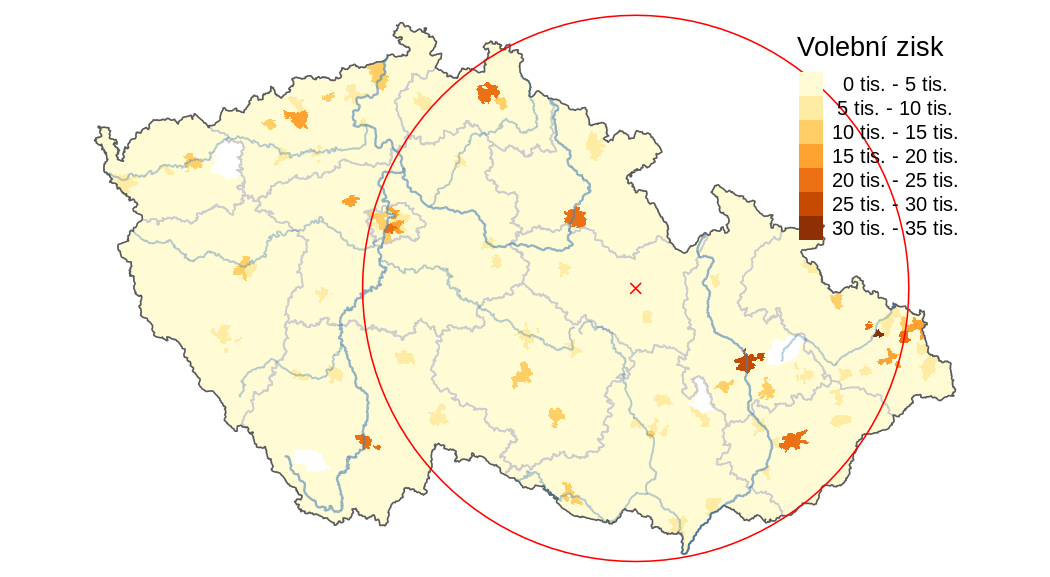 Volební zisk
0 tis. - 5 tis.
5 tis. - 10 tis.
10 tis. - 15 tis.
15 tis. - 20 tis.
20 tis. - 25 tis.
25 tis. - 30 tis.
30 tis. - 35 tis.